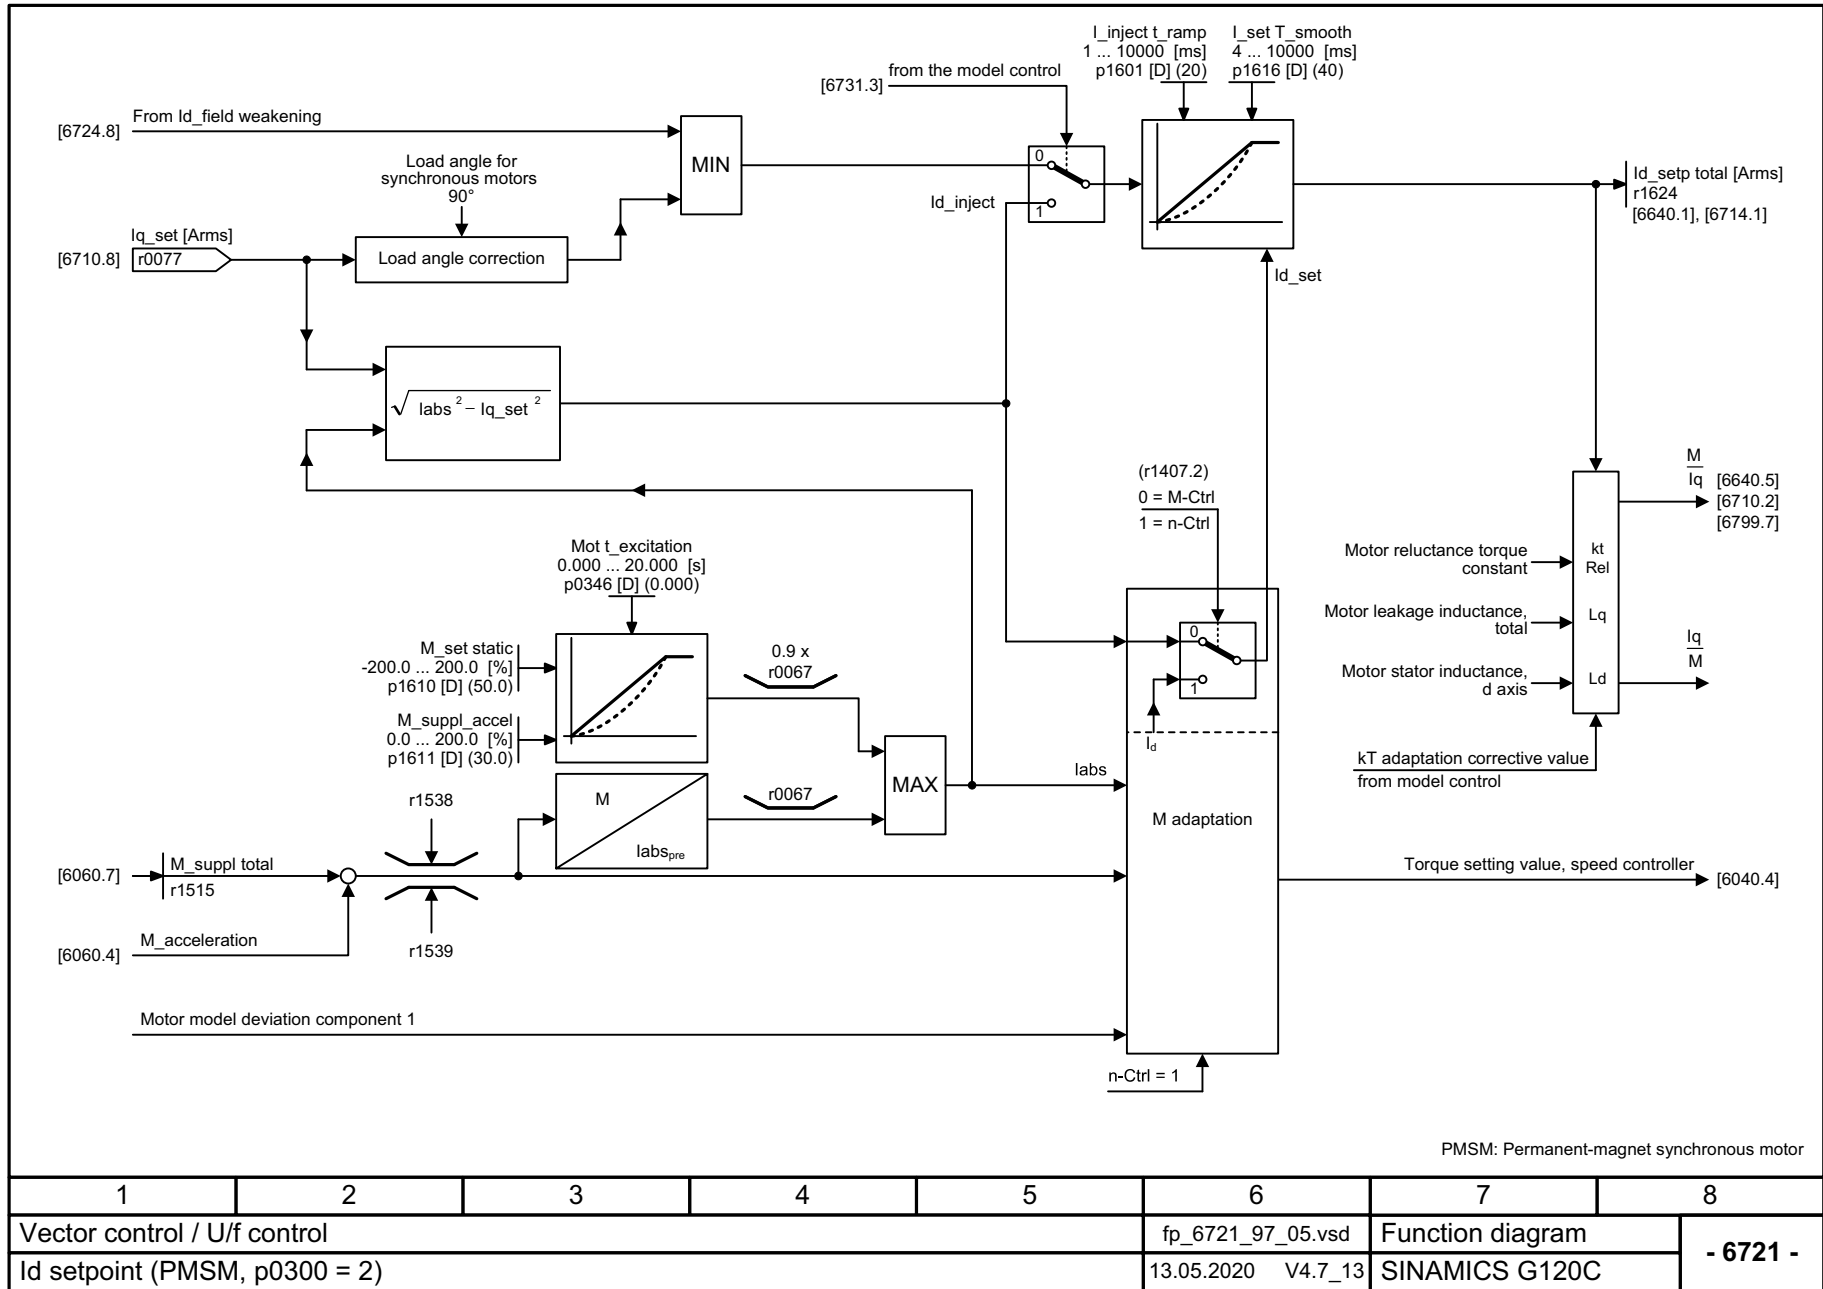 I_inject t_ramp
1 ... 10000 [ms]
p1601 [D] (20)
I_set T_smooth
4 ... 10000 [ms]
p1616 [D] (40)
from the model control
[6731.3]
[6724.8]
From Id_field weakening
Load angle for
synchronous motors
90°
MIN
0
1
Id_inject
Id_setp total [Arms]
r1624
[6640.1], [6714.1]
Iq_set [Arms]
[6710.8]
r0077
Load angle correction
Id_set
√ Iabs ² – Iq_set ²
(r1407.2)
0 = M-Ctrl
1 = n-Ctrl
M
Iq
[6640.5]
[6710.2]
[6799.7]
Mot t_excitation
0.000 ... 20.000 [s]
p0346 [D] (0.000)
Motor reluctance torque
constant
kt
Rel
Motor leakage inductance,
total
Lq
Motor stator inductance,
d axis
Ld
Iq
M
M_set static
-200.0 ... 200.0 [%]
p1610 [D] (50.0)
0.9 x
r0067
0
1
Id
M_suppl_accel
0.0 ... 200.0 [%]
p1611 [D] (30.0)
kT adaptation corrective value
from model control
MAX
Iabs
r1538
M
Iabspre
r0067
M adaptation
[6060.7]
M_suppl total
r1515
Torque setting value, speed controller
[6040.4]
[6060.4]
M_acceleration
r1539
Motor model deviation component 1
n-Ctrl = 1
PMSM: Permanent-magnet synchronous motor
1 2 3 4 5 6 7 8
Vector control / U/f control
fp_6721_97_05.vsd
Function diagram
- 6721 -
Id setpoint (PMSM, p0300 = 2)
13.05.2020 V4.7_13
SINAMICS G120C